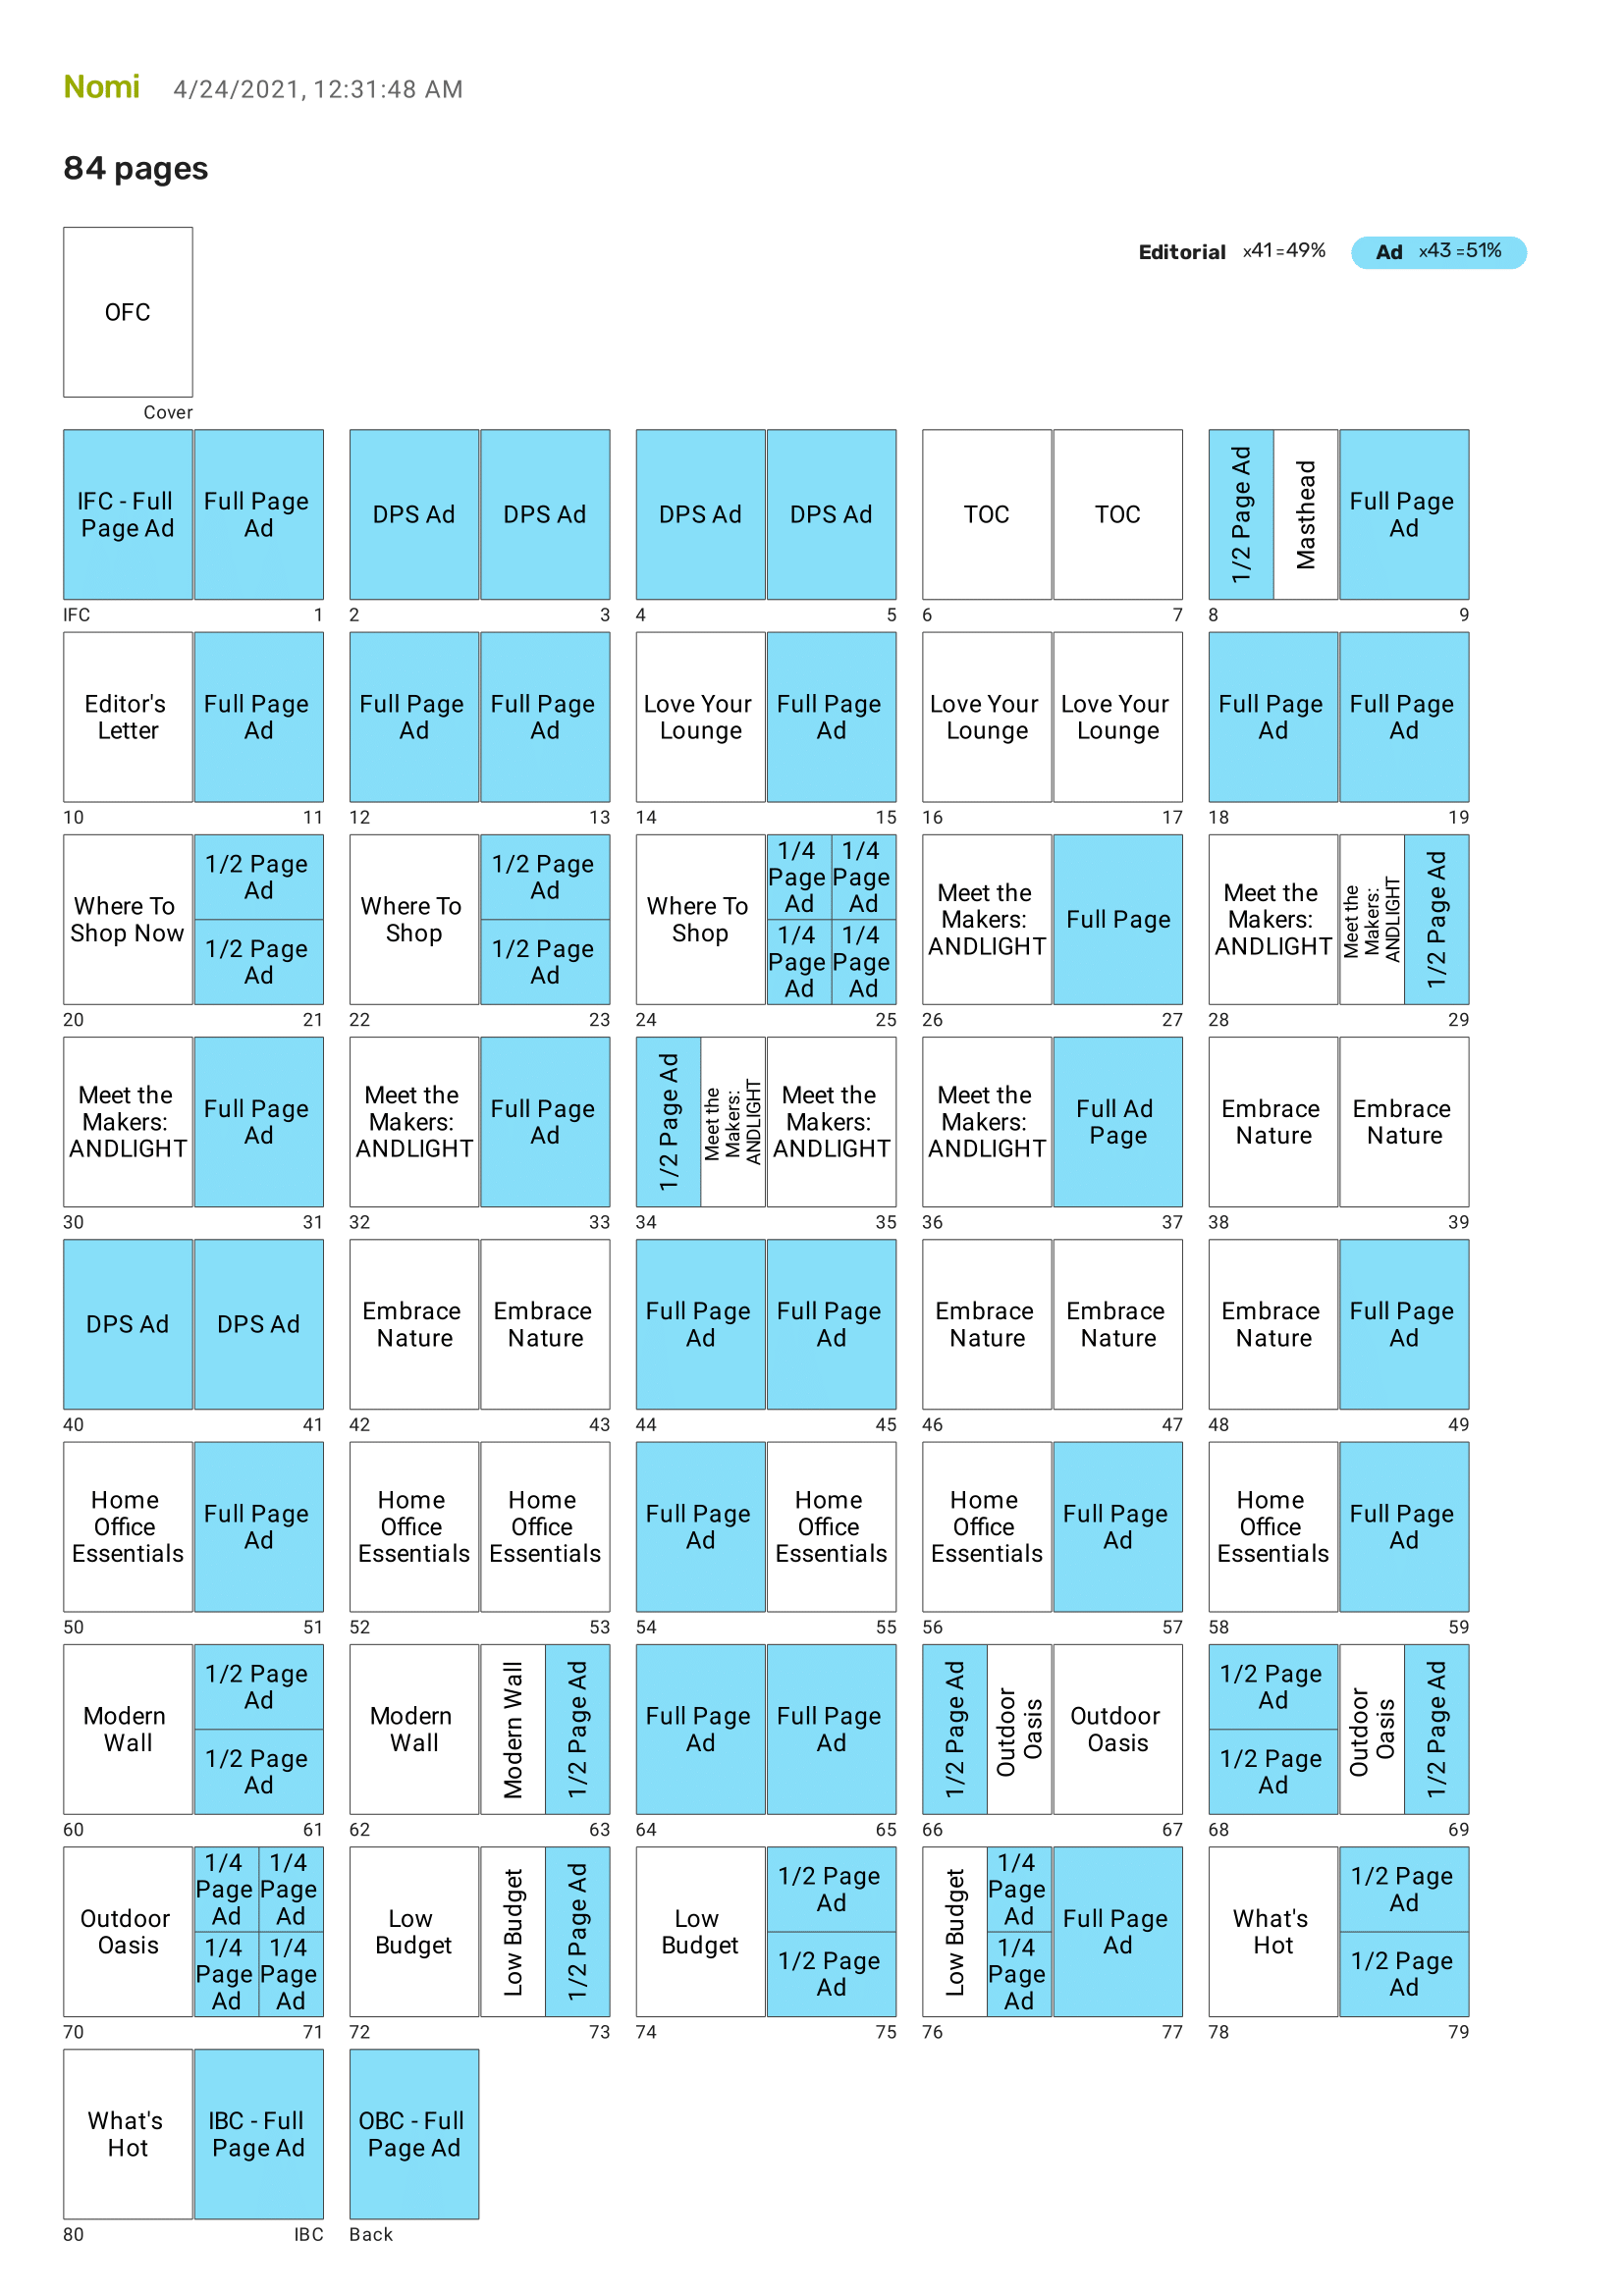 Nomi 4/24/2021, 12:31:48 AM
84 pages
Editorial x41=49% Ad x43=51%
OFC
Cover
IFC - Full
Page Ad
Full Page
Ad
DPS Ad
DPS Ad
DPS Ad
DPS Ad
TOC
TOC
1/2 Page Ad
Masthead
Full Page
Ad
IFC 1 2 3 4 5 6 7 8 9
Editor's
Letter
Full Page
Ad
Full Page
Ad
Full Page
Ad
Love Your
Lounge
Full Page
Ad
Love Your
Lounge
Love Your
Lounge
Full Page
Ad
Full Page
Ad
10 11 12 13 14 15 16 17 18 19
Where To
Shop Now
1/2 Page
Ad
1/2 Page
Ad
Where To
Shop
1/2 Page
Ad
1/2 Page
Ad
Where To
Shop
1/4
Page
Ad
1/4
Page
Ad
1/4
Page
Ad
1/4
Page
Ad
Meet the
Makers:
ANDLIGHT
Full Page
Meet the
Makers:
ANDLIGHT
Meet the
Makers:
ANDLIGHT
1/2 Page Ad
20 21 22 23 24 25 26 27 28 29
Meet the
Makers:
ANDLIGHT
Full Page
Ad
Meet the
Makers:
ANDLIGHT
Full Page
Ad
1/2 Page Ad
Meet the
Makers:
ANDLIGHT
Meet the
Makers:
ANDLIGHT
Meet the
Makers:
ANDLIGHT
Full Ad
Page
Embrace
Nature
Embrace
Nature
30 31 32 33 34 35 36 37 38 39
DPS Ad
DPS Ad
Embrace
Nature
Embrace
Nature
Full Page
Ad
Full Page
Ad
Embrace
Nature
Embrace
Nature
Embrace
Nature
Full Page
Ad
40 41 42 43 44 45 46 47 48 49
Home
Office
Essentials
Full Page
Ad
Home
Office
Essentials
Home
Office
Essentials
Full Page
Ad
Home
Office
Essentials
Home
Office
Essentials
Full Page
Ad
Home
Office
Essentials
Full Page
Ad
50 51 52 53 54 55 56 57 58 59
Modern
Wall
1/2 Page
Ad
1/2 Page
Ad
Modern
Wall
Modern Wall
1/2 Page Ad
Full Page
Ad
Full Page
Ad
1/2 Page Ad
Outdoor
Oasis
Outdoor
Oasis
1/2 Page
Ad
1/2 Page
Ad
Outdoor
Oasis
1/2 Page Ad
60 61 62 63 64 65 66 67 68 69
Outdoor
Oasis
1/4
Page
Ad
1/4
Page
Ad
1/4
Page
Ad
1/4
Page
Ad
Low
Budget
Low Budget
1/2 Page Ad
Low
Budget
1/2 Page
Ad
1/2 Page
Ad
Low Budget
1/4
Page
Ad
1/4
Page
Ad
Full Page
Ad
What's
Hot
1/2 Page
Ad
1/2 Page
Ad
70 71 72 73 74 75 76 77 78 79
What's
Hot
IBC - Full
Page Ad
OBC - Full
Page Ad
80 IBC Back